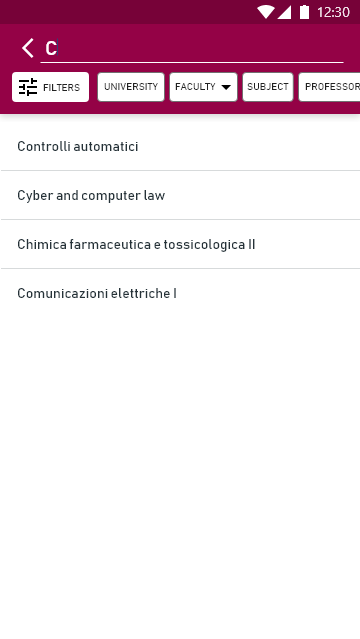 12:30
C
FILTERS UNIVERSITY FACULTY SUBJECT PROFESSOR
Controlli automatici
Cyber and computer law
Chimica farmaceutica e tossicologica II
Comunicazioni elettriche I